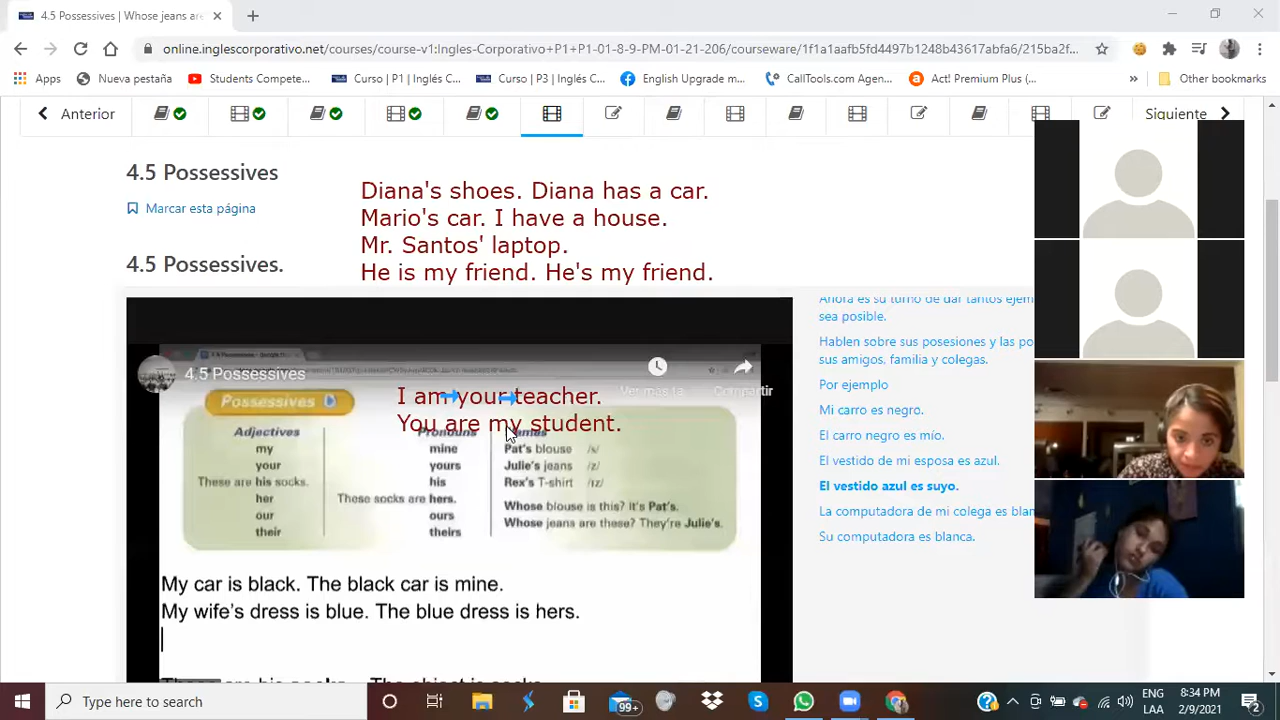 4.5 Possessives | Whose jeans are
online.inglescorporativo.net/courses/course-v1:Ingles-Corporativo+P1+P1-01-8-9-PM-01-21-206/courseware/1f1a1aafb5fd4497b1248b43617abfa6/215ba2f...
Apps Nueva pestaña Students Compete... Curso | P1 | Inglés C... Curso | P3 | Inglés C... English Upgrade m... CallTools.com Agen... Act! Premium Plus (... » Other bookmarks
Anterior Siguiente
4.5 Possessives
Marcar esta página
Diana's shoes. Diana has a car.
Mario's car. I have a house.
Mr. Santos' laptop.
He is my friend. He's my friend.
4.5 Possessives.
4.5 Possessives
Ver más ta Compartir
Possessives
I am your teacher.
You are my student.
Adjectives Pronouns Names
my mine Pat's blouse /s/
your yours Julie's jeans /z/
These are his socks. his Rex's T-shirt /ɪz/
her These socks are hers.
our ours Whose blouse is this? It's Pat's.
their theirs Whose jeans are these? They're Julie's.
My car is black. The black car is mine.
My wife's dress is blue. The blue dress is hers.
Ahora es su turno de dar tantos ejem
sea posible.
Hablen sobre sus posesiones y las po
sus amigos, familia y colegas.
Por ejemplo
Mi carro es negro.
El carro negro es mío.
El vestido de mi esposa es azul.
El vestido azul es suyo.
La computadora de mi colega es blan
Su computadora es blanca.
Type here to search
99+
ENG
LAA
8:34 PM
2/9/2021